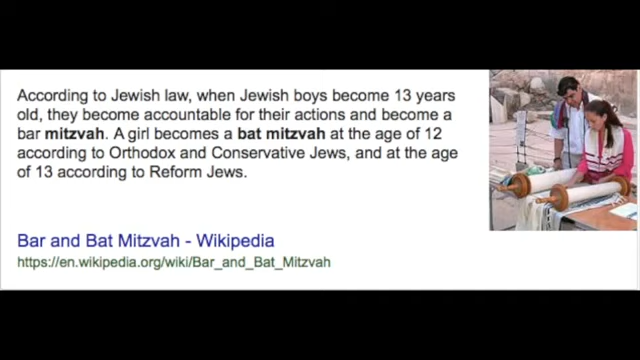 According to Jewish law, when Jewish boys become 13 years
old, they become accountable for their actions and become a
bar mitzvah. A girl becomes a bat mitzvah at the age of 12
according to Orthodox and Conservative Jews, and at the age
of 13 according to Reform Jews.
Bar and Bat Mitzvah - Wikipedia
https://en.wikipedia.org/wiki/Bar_and_Bat_Mitzvah